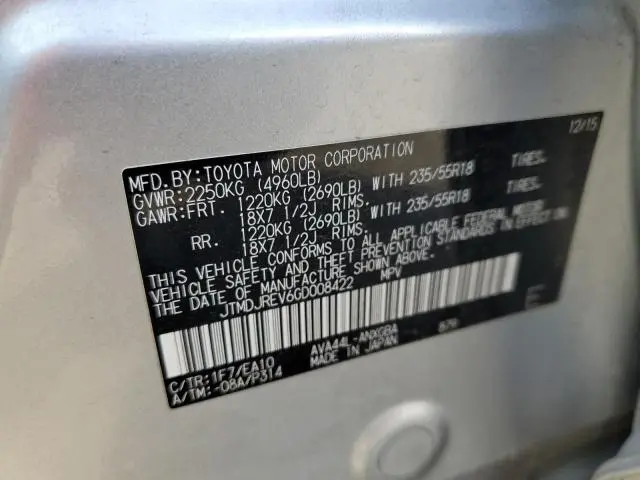 12/15
MFD. BY:TOYOTA MOTOR CORPORATION
GVWR:2250KG (4960LB)
GAWR:FRT. 1220KG (2690LB) WITH 235/55R18 TIRES.
18X7 1/2J RIMS.
RR. 1220KG (2690LB) WITH 235/55R18 TIRES.
18X7 1/2J RIMS.
THIS VEHICLE CONFORMS TO ALL APPLICABLE FEDERAL MOTOR
VEHICLE SAFETY AND THEFT PREVENTION STANDARDS IN EFFECT ON
THE DATE OF MANUFACTURE SHOWN ABOVE.
JTMDJREV6GD008422 MPV
C/TR:1F7/EA10 AVA44L-ANXGBA
A/TM:-08A/P314 MADE IN JAPAN